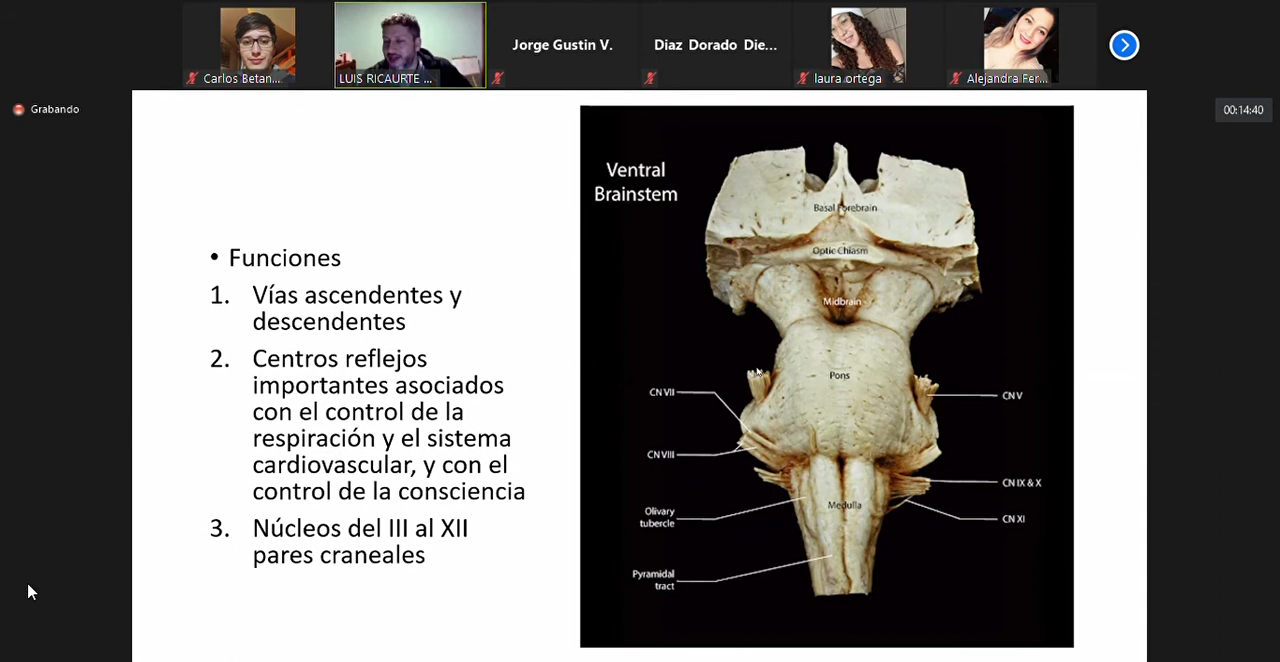 Jorge Gustin V.
Diaz Dorado Die...
Carlos Betan...
LUIS RICAURTE ...
laura ortega
Alejandra Fer...
Grabando
00:14:40
• Funciones
1. Vías ascendentes y
descendentes
2. Centros reflejos
importantes asociados
con el control de la
respiración y el sistema
cardiovascular, y con el
control de la consciencia
3. Núcleos del III al XII
pares craneales
Ventral
Brainstem
Basal Forebrain
Optic Chiasm
Midbrain
Pons
CN VII
CN V
CN VIII
CN IX & X
Medulla
Olivary
tubercle
CN XI
Pyramidal
tract